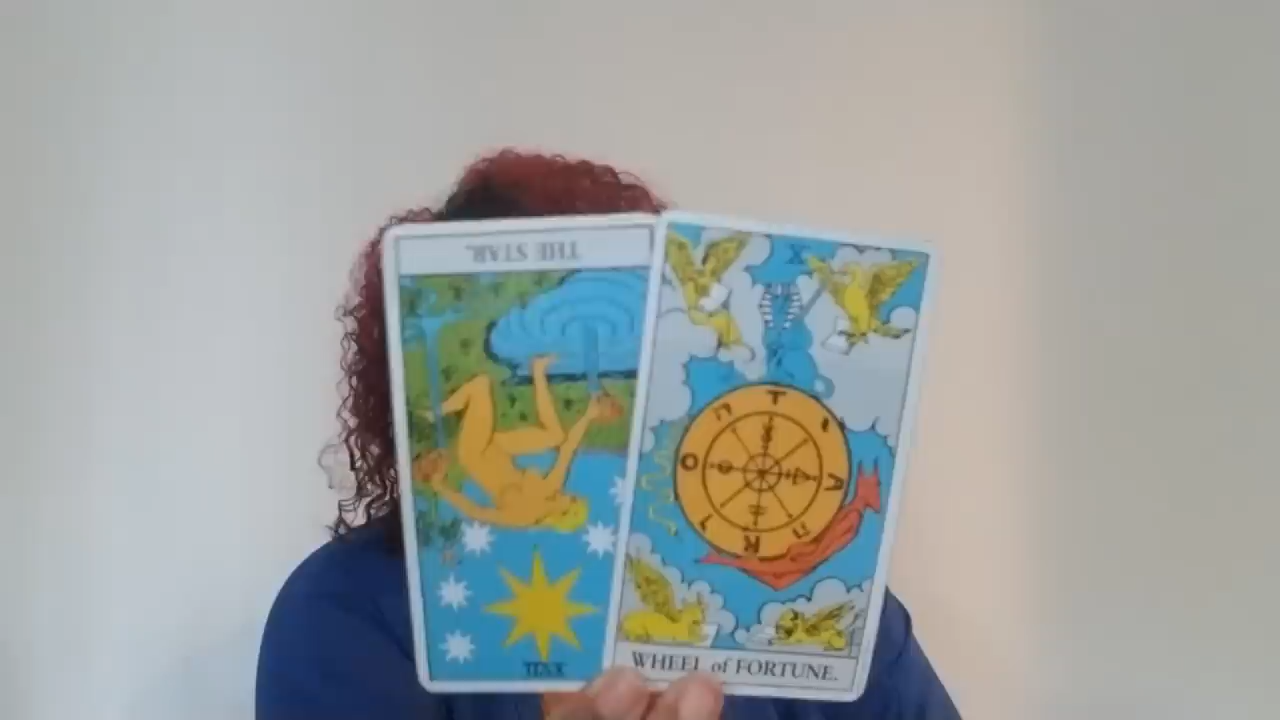 THE STAR.
XVII
X
T
I
A
ה
R
ו
O
ח
WHEEL of FORTUNE.